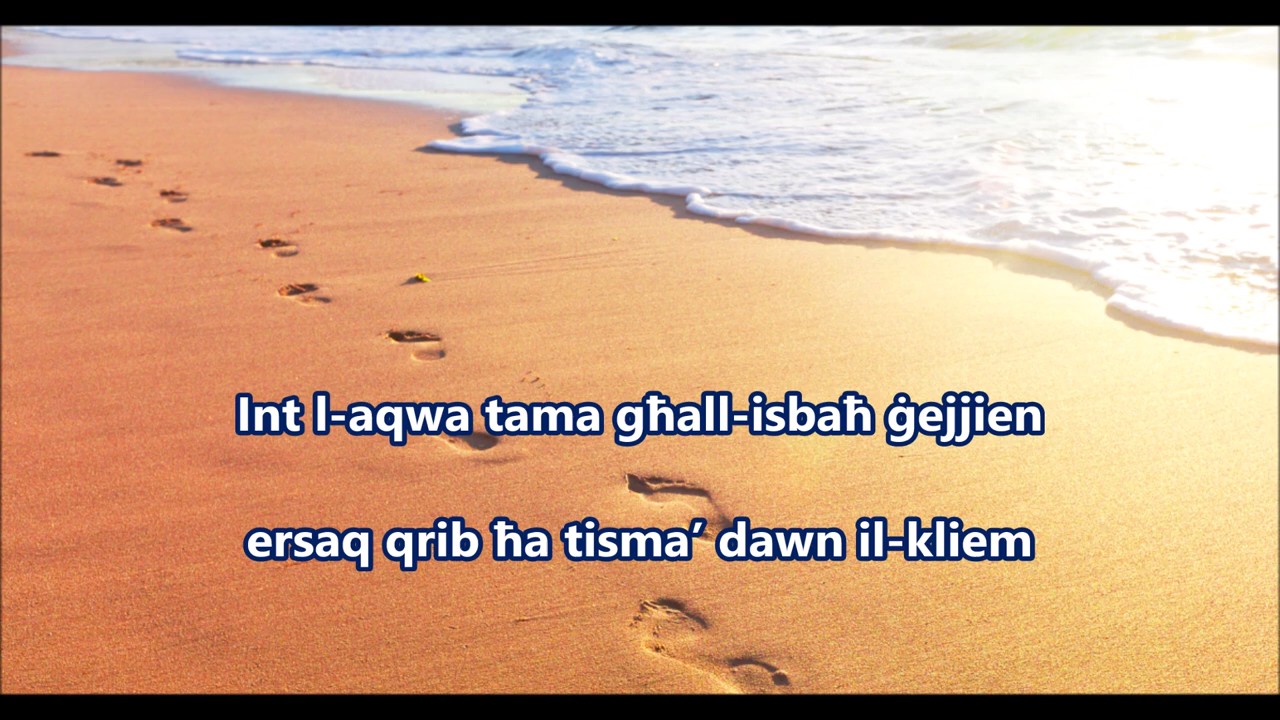 Int l-aqwa tama għall-isbaħ ġejjien
ersaq qrib ħa tisma’ dawn il-kliem